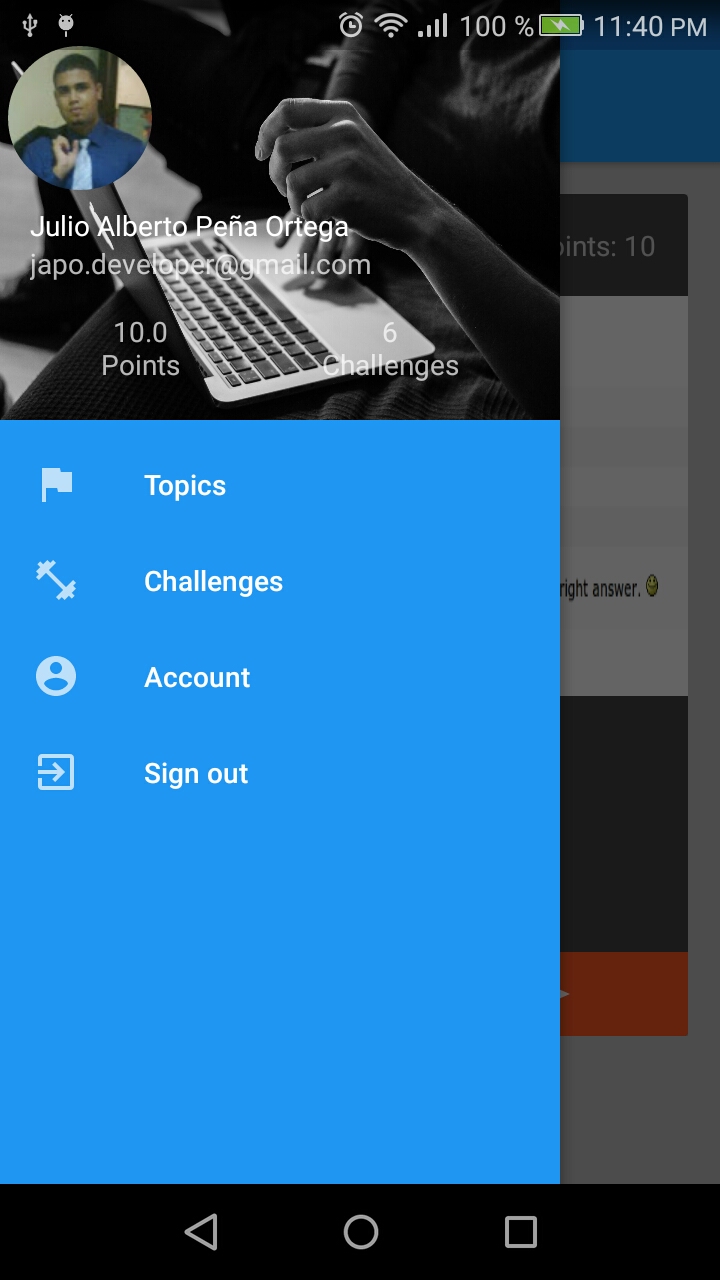 100 % 11:40 PM
Julio Alberto Peña Ortega
japo.developer@gmail.com
10.0 6
Points Challenges
oints: 10
Topics
Challenges
right answer.
Account
Sign out